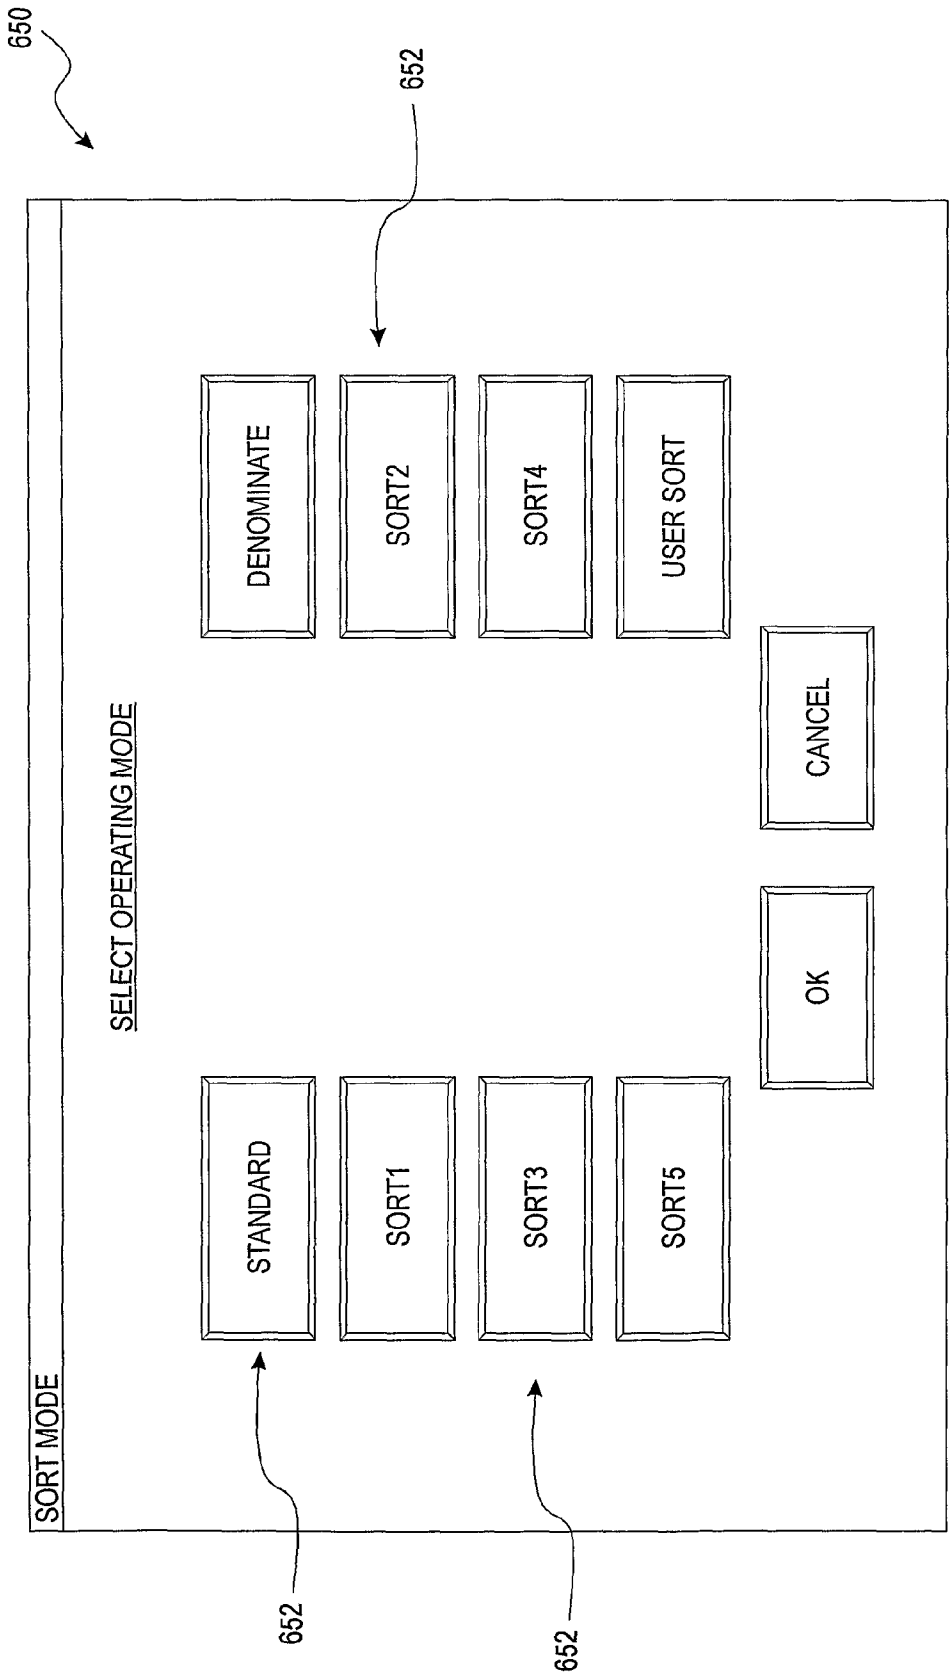 650
SORT MODE
SELECT OPERATING MODE
652
STANDARD
DENOMINATE
652
SORT1
SORT2
652
SORT3
SORT4
SORT5
USER SORT
OK
CANCEL